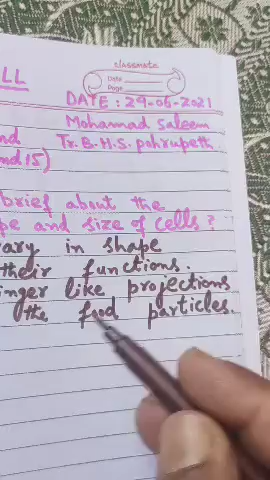 classmate
Date
Page
LL
DATE : 29-06-2021
Mohamad saleem
nd Tr. B.H.S. pohrupeth
nd 15)
brief about the
pe and size of cells ?
ary in shape
their functions.
inger like projections
the food particles.